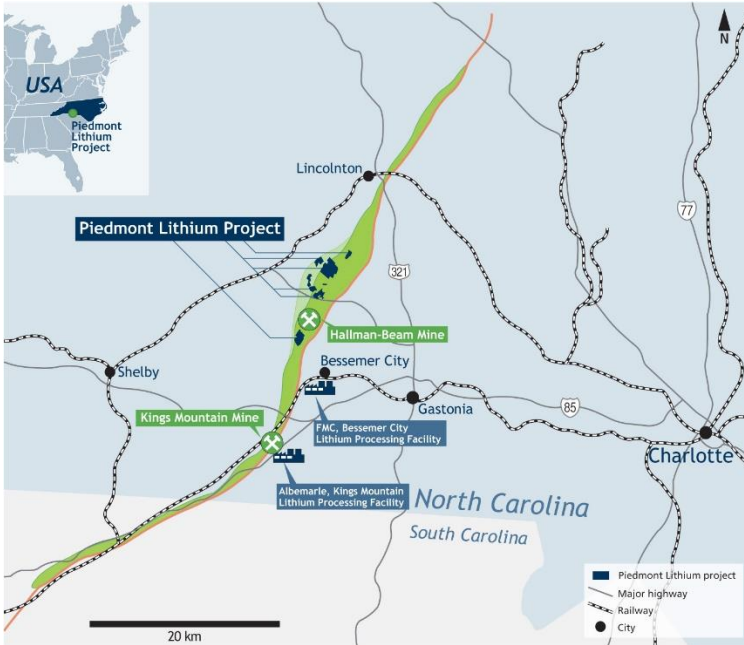 USA
Piedmont
Lithium
Project
N
Lincolnton
Piedmont Lithium Project
77
321
Hallman-Beam Mine
Shelby
Bessemer City
Kings Mountain Mine
Gastonia
85
FMC, Bessemer City
Lithium Processing Facility
Charlotte
Albemarle, Kings Mountain
Lithium Processing Facility
North Carolina
South Carolina
Piedmont Lithium project
Major highway
Railway
City
20 km